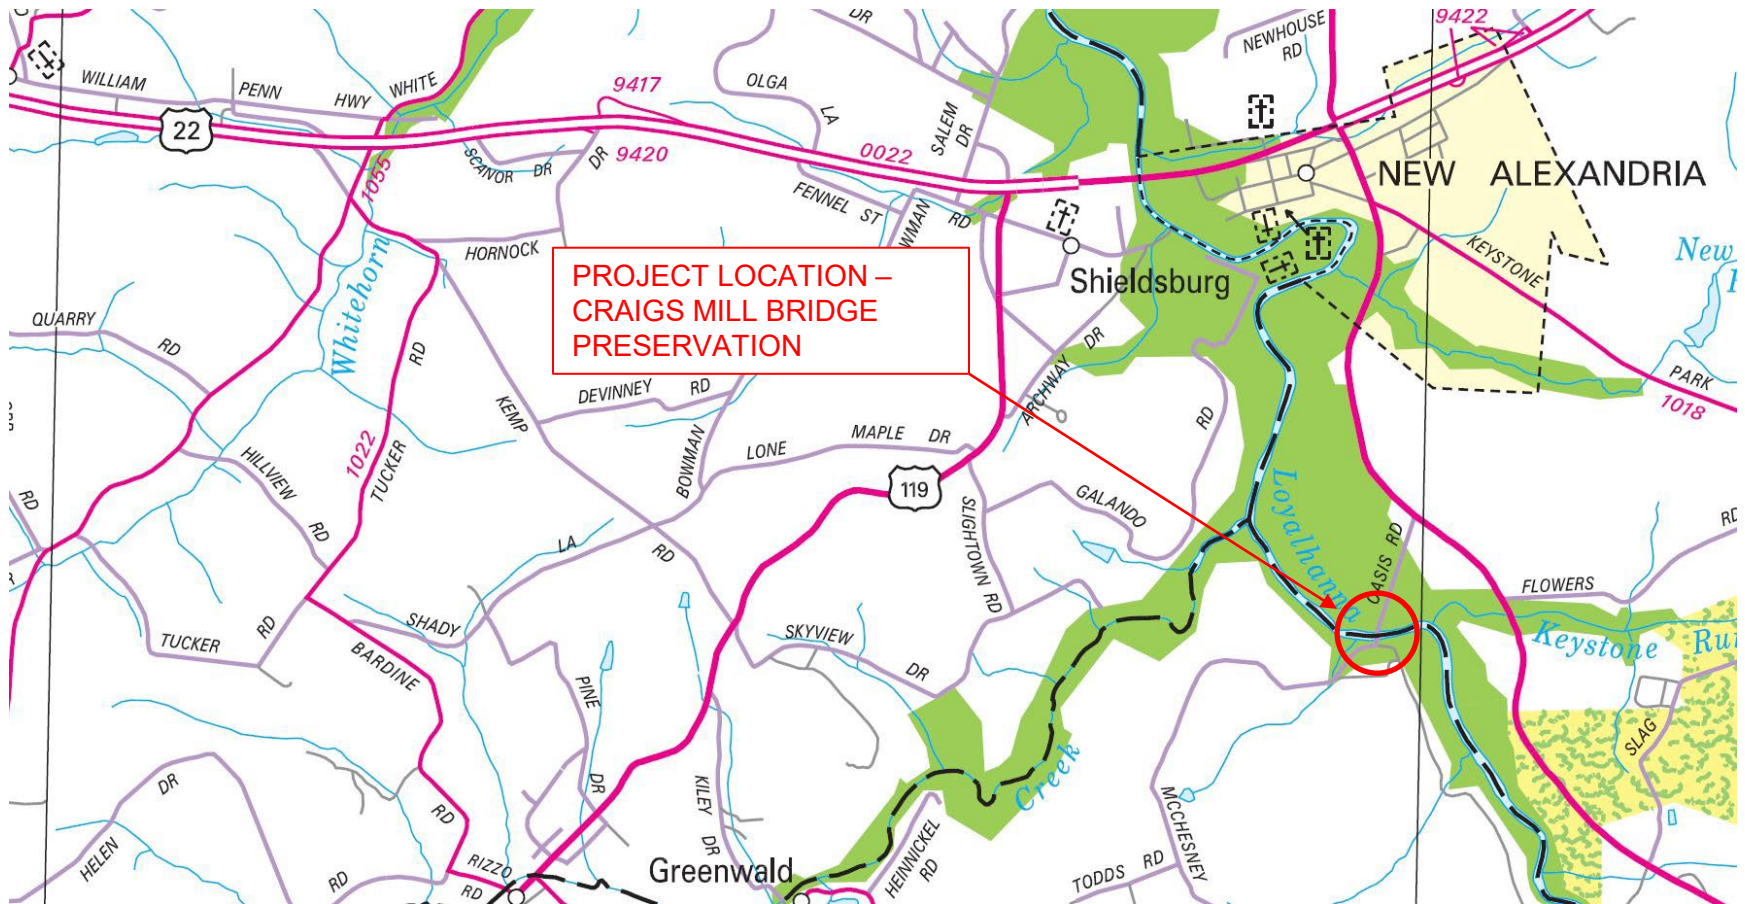 9422
NEWHOUSE
RD
DR
WILLIAM
PENN
HWY
WHITE
22
9417
OLGA
LA
SALEM
DR
0022
SCANOR DR
DR
9420
1055
NEW ALEXANDRIA
FENNEL ST
RD
HORNOCK
Shieldsburg
KEYSTONE
New
PROJECT LOCATION –
CRAIGS MILL BRIDGE
PRESERVATION
Whitehorn
QUARRY
RD
RD
ARCHWAY
DR
PARK
1018
KEMP
DEVINNEY RD
RD
LONE
MAPLE DR
BOWMAN
HILLVIEW
RD
1022
TUCKER
RD
119
SLIGHTOWN RD
GALANDO
Loyalhanna
OASIS RD
RD
LA
RD
FLOWERS
SHADY
TUCKER
RD
BARDINE
RD
SKYVIEW
DR
Keystone
PINE
DR
SLAG
Creek
KILEY
DR
MCCHESNEY
HELEN
DR
RD
RIZZO
RD
Greenwald
HENNICKEL
RD
TODDS RD